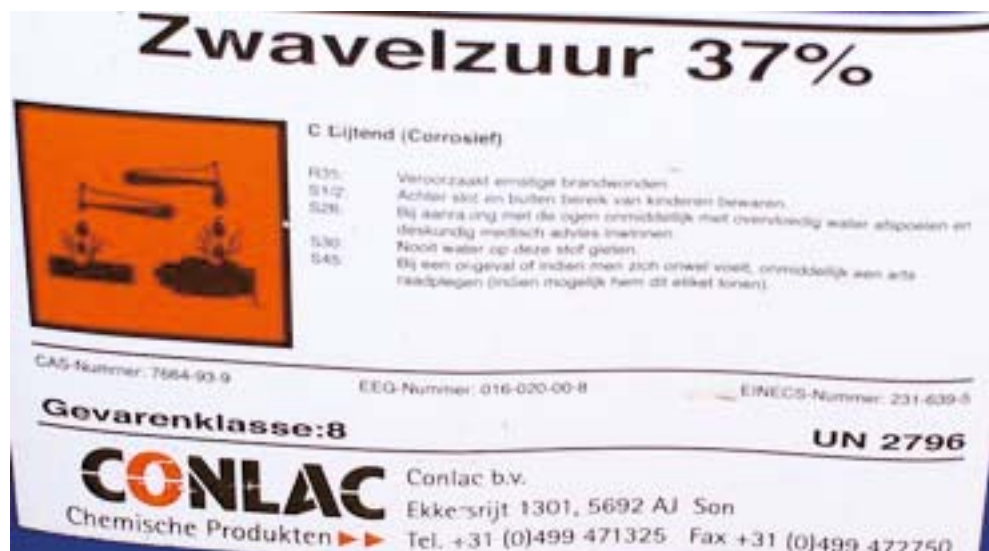 Zwavelzuur 37%
C Bijtend (Corrosief)
R35: Veroorzaakt ernstige brandwonden.
S1/2: Achter slot en buiten bereik van kinderen bewaren.
S26: Bij aanraking met de ogen onmiddellijk met overvloedig water afspoelen en
deskundig medisch advies inwinnen.
S30: Nooit water op deze stof gieten.
S45: Bij een ongeval of indien men zich onwel voelt, onmiddellijk een arts
raadplegen (indien mogelijk hem dit etiket tonen).
CAS-Nummer: 7664-93-9
EEG-Nummer: 016-020-00-8
EINECS-Nummer: 231-639-5
Gevarenklasse:8
UN 2796
CONLAC
Chemische Produkten
Conlac b.v.
Ekkersrijt 1301, 5692 AJ Son
Tel. +31 (0)499 471325 Fax +31 (0)499 472750